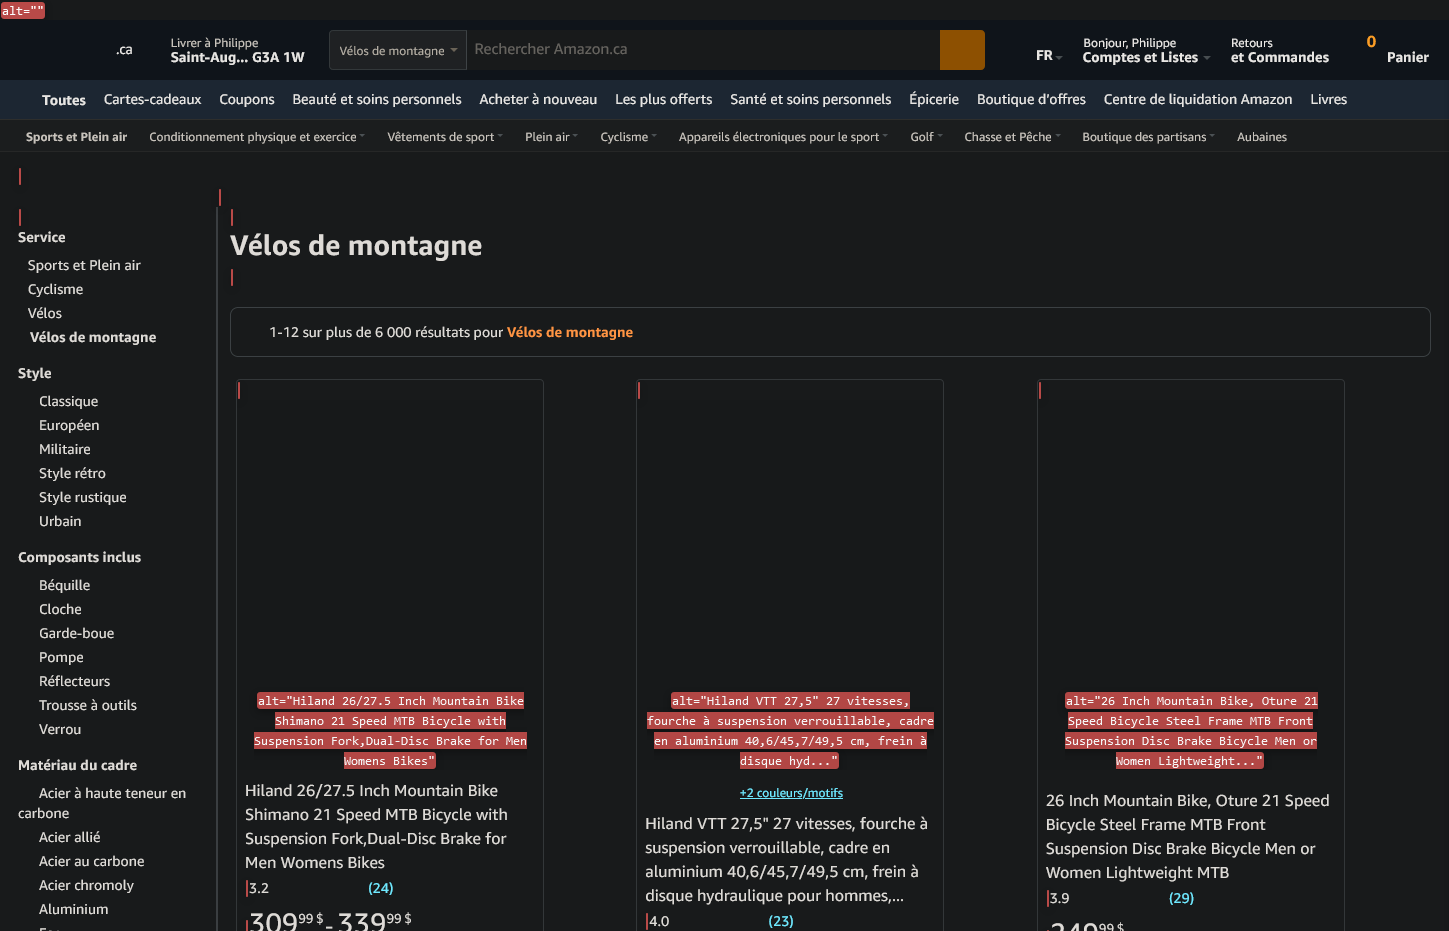 alt=""
.ca
Livrer à Philippe
Saint-Aug... G3A 1W
Vélos de montagne
Rechercher Amazon.ca
FR
Bonjour, Philippe
Comptes et Listes
Retours
et Commandes
0
Panier
Toutes Cartes-cadeaux Coupons Beauté et soins personnels Acheter à nouveau Les plus offerts Santé et soins personnels Épicerie Boutique d'offres Centre de liquidation Amazon Livres
Sports et Plein air Conditionnement physique et exercice Vêtements de sport Plein air Cyclisme Appareils électroniques pour le sport Golf Chasse et Pêche Boutique des partisans Aubaines
Service
Sports et Plein air
Cyclisme
Vélos
Vélos de montagne
Style
Classique
Européen
Militaire
Style rétro
Style rustique
Urbain
Composants inclus
Béquille
Cloche
Garde-boue
Pompe
Réflecteurs
Trousse à outils
Verrou
Matériau du cadre
Acier à haute teneur en
carbone
Acier allié
Acier au carbone
Acier chromoly
Aluminium
Vélos de montagne
1-12 sur plus de 6 000 résultats pour Vélos de montagne
alt="Hiland 26/27.5 Inch Mountain Bike
Shimano 21 Speed MTB Bicycle with
Suspension Fork,Dual-Disc Brake for Men
Womens Bikes"
Hiland 26/27.5 Inch Mountain Bike
Shimano 21 Speed MTB Bicycle with
Suspension Fork,Dual-Disc Brake for
Men Womens Bikes
3.2 (24)
309 99 $ - 339 99 $
alt="Hiland VTT 27,5" 27 vitesses,
fourche à suspension verrouillable, cadre
en aluminium 40,6/45,7/49,5 cm, frein à
disque hyd..."
+2 couleurs/motifs
Hiland VTT 27,5" 27 vitesses, fourche à
suspension verrouillable, cadre en
aluminium 40,6/45,7/49,5 cm, frein à
disque hydraulique pour hommes,...
4.0 (23)
alt="26 Inch Mountain Bike, Oture 21
Speed Bicycle Steel Frame MTB Front
Suspension Disc Brake Bicycle Men or
Women Lightweight..."
26 Inch Mountain Bike, Oture 21 Speed
Bicycle Steel Frame MTB Front
Suspension Disc Brake Bicycle Men or
Women Lightweight MTB
3.9 (29)
249 99 $